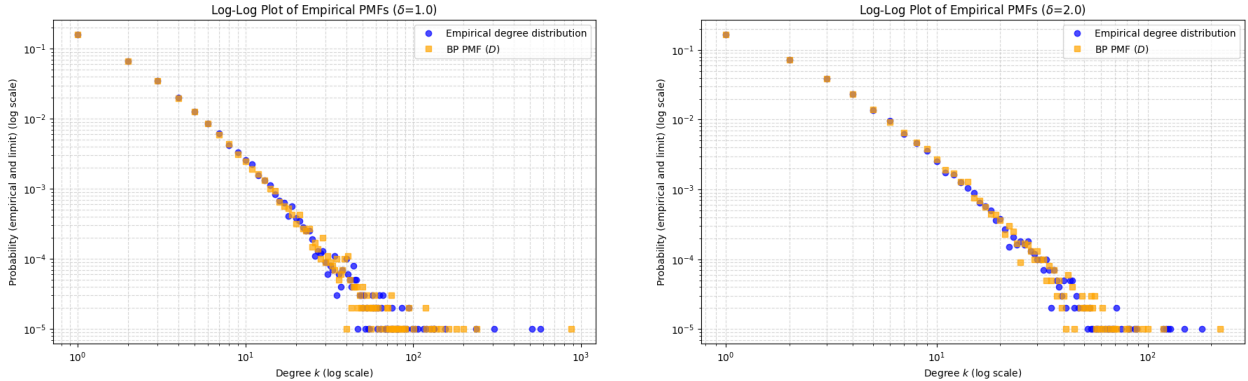 Log-Log Plot of Empirical PMFs (δ=1.0)
Empirical degree distribution
BP PMF (D)
Probability (empirical and limit) (log scale)
10⁻¹
10⁻²
10⁻³
10⁻⁴
10⁻⁵
10⁰
10¹
10²
10³
Degree k (log scale)
Log-Log Plot of Empirical PMFs (δ=2.0)
Empirical degree distribution
BP PMF (D)
Probability (empirical and limit) (log scale)
10⁻¹
10⁻²
10⁻³
10⁻⁴
10⁻⁵
10⁰
10¹
10²
Degree k (log scale)